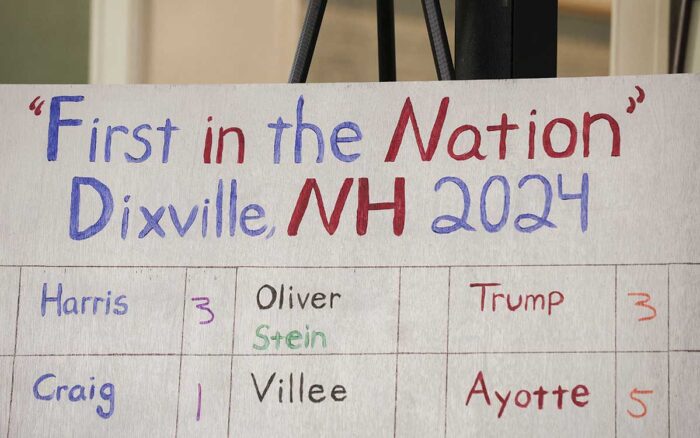 "First in the Nation"
Dixville, NH 2024
Harris 3 Oliver Trump 3
Stein
Craig 1 Villee Ayotte 5